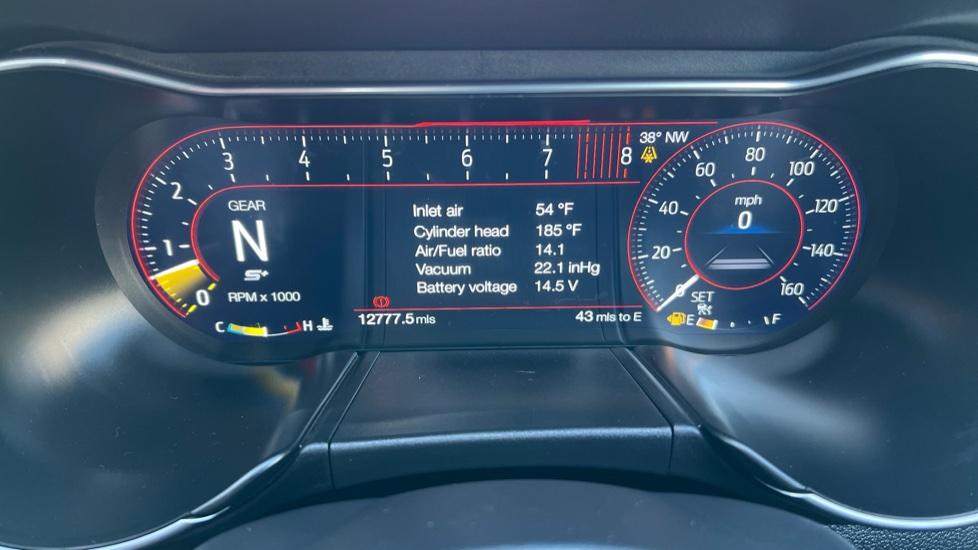 38° NW
3 4 5 6 7 8
2
1
0
GEAR
N
S+
RPM x 1000
C H
Inlet air 54 °F
Cylinder head 185 °F
Air/Fuel ratio 14.1
Vacuum 22.1 inHg
Battery voltage 14.5 V
12777.5 mls 43 mls to E
0 20 40 60 80 100 120 140 160
mph
0
SET
E F